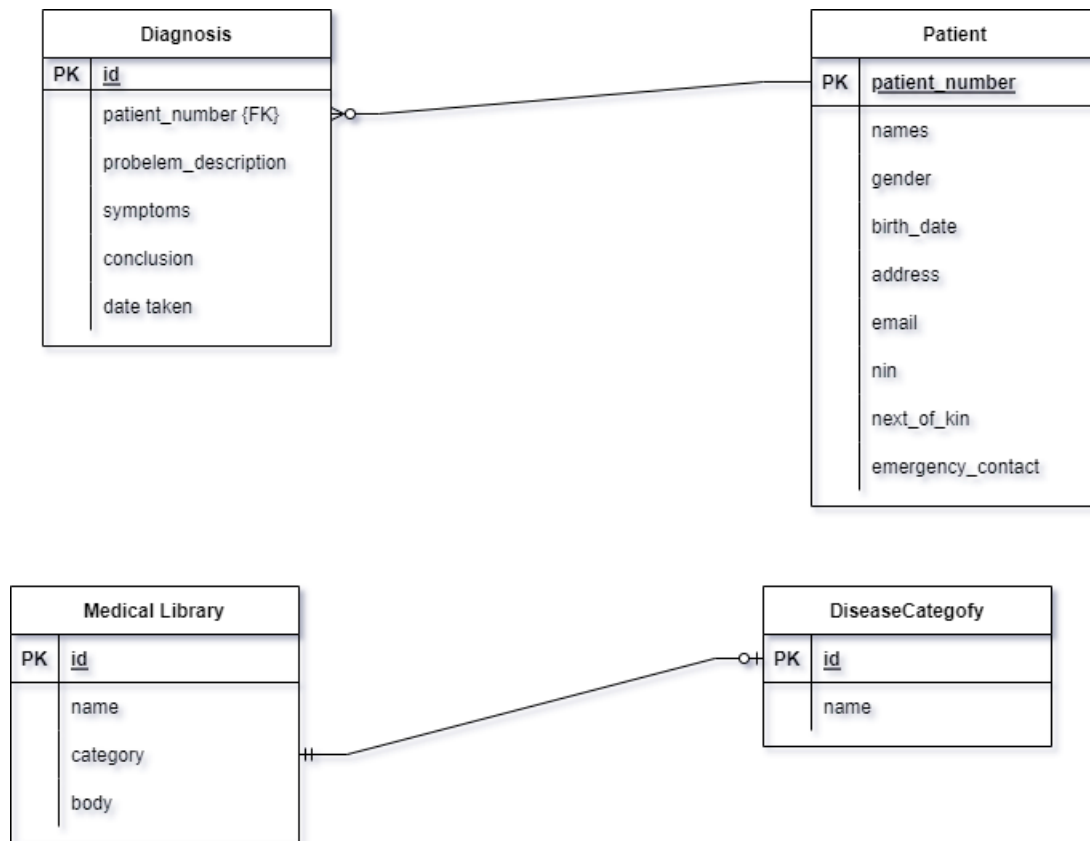 Diagnosis
PK id
patient_number {FK}
probelem_description
symptoms
conclusion
date taken
Patient
PK patient_number
names
gender
birth_date
address
email
nin
next_of_kin
emergency_contact
Medical Library
PK id
name
category
body
DiseaseCategofy
PK id
name